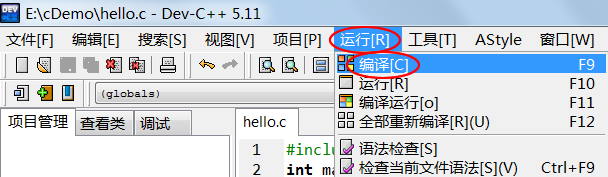 E:\cDemo\hello.c - Dev-C++ 5.11
文件[F] 编辑[E] 搜索[S] 视图[V] 项目[P] 运行[R] 工具[T] AStyle 窗口[W]
编译[C] F9
运行[R] F10
编译运行[o] F11
全部重新编译[R](U) F12
语法检查[S]
检查当前文件语法[S](V) Ctrl+F9
(globals)
项目管理 查看类 调试
hello.c
#inclu
int ma